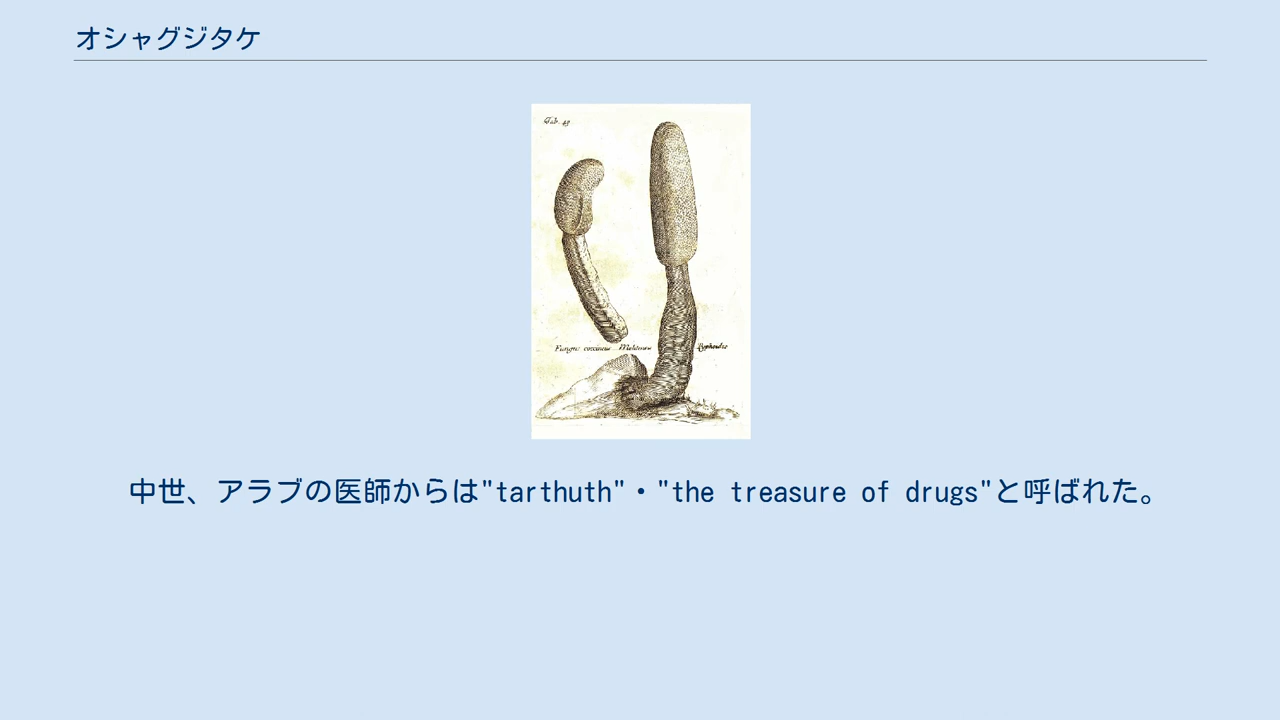 オシャグジタケ
Tab. 49
Fungus coccineus Melitensis Typhoides
中世、アラブの医師からは"tarthuth"・"the treasure of drugs"と呼ばれた。